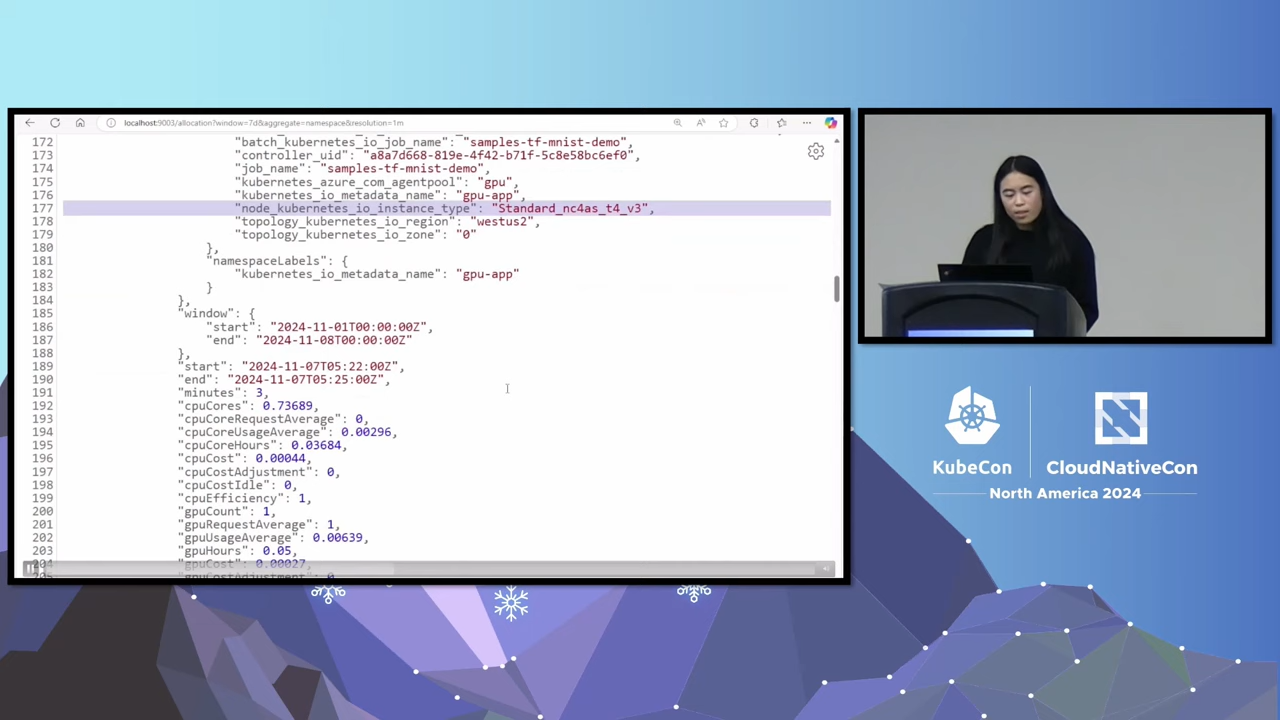 localhost:9003/allocation?window=7d&aggregate=namespace&resolution=1m
172 "batch_kubernetes_io_job_name": "samples-tf-mnist-demo",
173 "controller_uid": "a8a7d668-819e-4f42-b71f-5c8e58bc6ef0",
174 "job_name": "samples-tf-mnist-demo",
175 "kubernetes_azure_com_agentpool": "gpu",
176 "kubernetes_io_metadata_name": "gpu-app",
177 "node_kubernetes_io_instance_type": "Standard_nc4as_t4_v3",
178 "topology_kubernetes_io_region": "westus2",
179 "topology_kubernetes_io_zone": "0"
180 },
181 "namespaceLabels": {
182 "kubernetes_io_metadata_name": "gpu-app"
183 }
184 },
185 "window": {
186 "start": "2024-11-01T00:00:00Z",
187 "end": "2024-11-08T00:00:00Z"
188 },
189 "start": "2024-11-07T05:22:00Z",
190 "end": "2024-11-07T05:25:00Z",
191 "minutes": 3,
192 "cpuCores": 0.73689,
193 "cpuCoreRequestAverage": 0,
194 "cpuCoreUsageAverage": 0.00296,
195 "cpuCoreHours": 0.03684,
196 "cpuCost": 0.00044,
197 "cpuCostAdjustment": 0,
198 "cpuCostIdle": 0,
199 "cpuEfficiency": 1,
200 "gpuCount": 1,
201 "gpuRequestAverage": 1,
202 "gpuUsageAverage": 0.00639,
203 "gpuHours": 0.05,
204 "gpuCost": 0.00027,
"gpuCostAdjustment": 0
KubeCon
CloudNativeCon
North America 2024